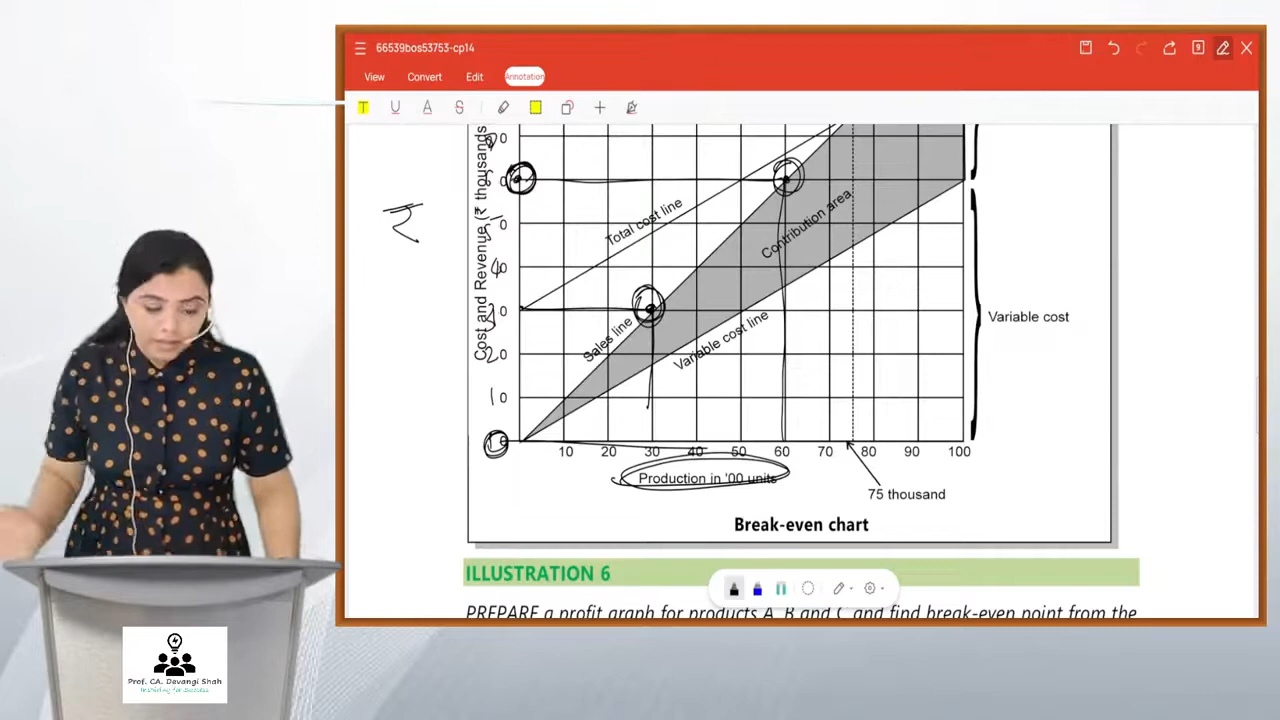 66539bos53753-cp14
View
Convert
Edit
Annotation
Cost and Revenue (₹ thousands
40
20
10
Total cost line
Contribution area
Sales line
Variable cost line
Variable cost
10 20 30 40 50 60 70 80 90 100
Production in '00 units
75 thousand
Break-even chart
ILLUSTRATION 6
PREPARE a profit graph for products A, B and C and find break-even point from the
Prof. CA. Devangi Shah